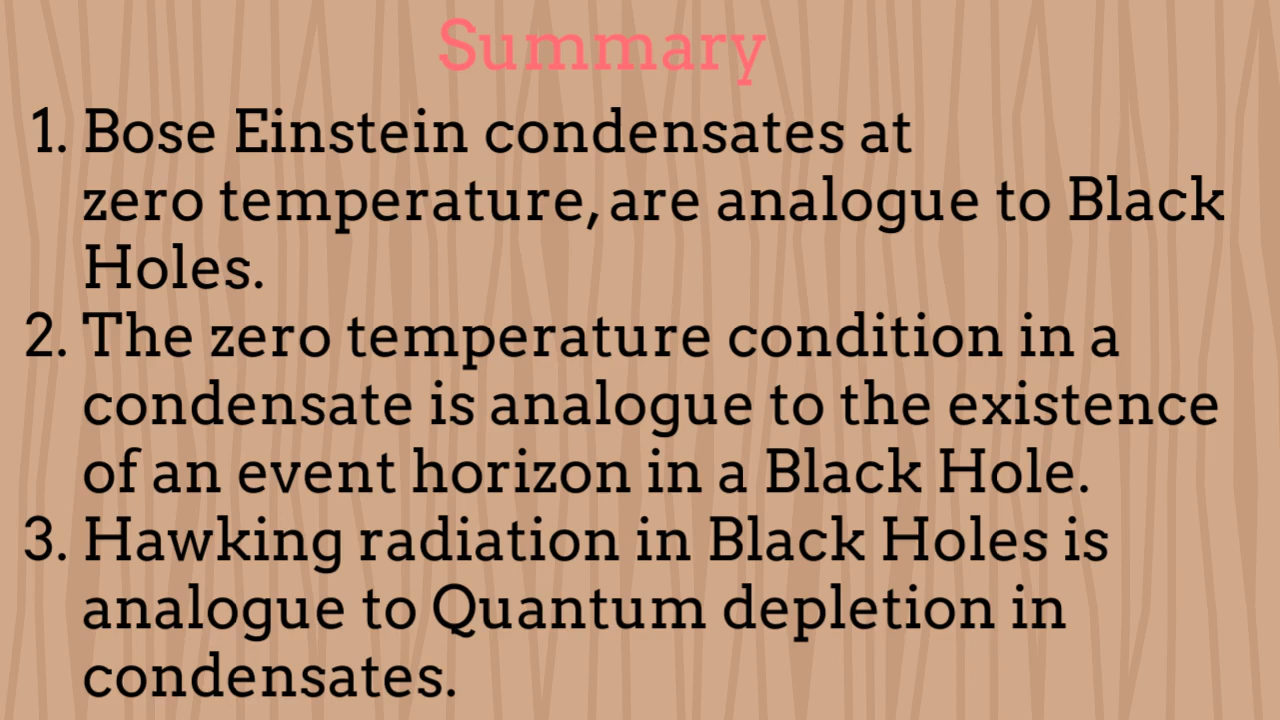 Summary
1. Bose Einstein condensates at
zero temperature, are analogue to Black
Holes.
2. The zero temperature condition in a
condensate is analogue to the existence
of an event horizon in a Black Hole.
3. Hawking radiation in Black Holes is
analogue to Quantum depletion in
condensates.